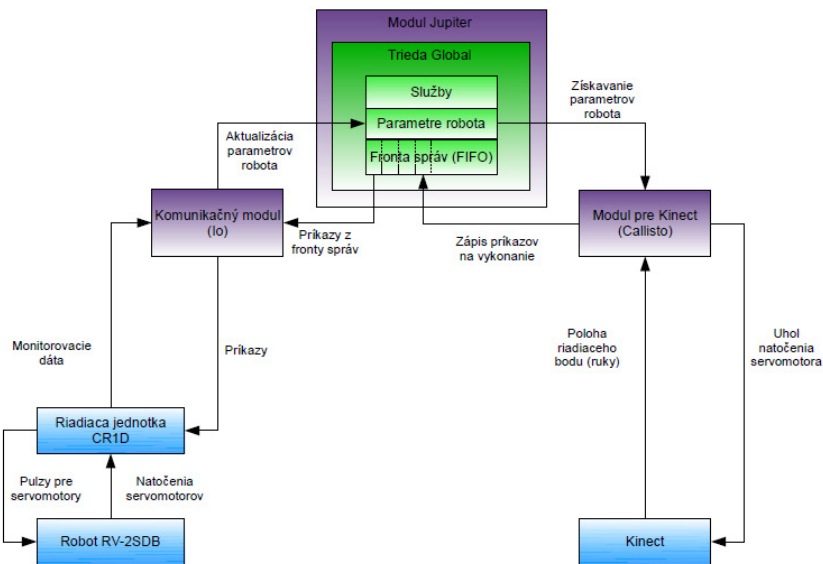 Modul Jupiter
Trieda Global
Služby
Parametre robota
Fronta správ (FIFO)
Získavanie
parametrov
robota
Aktualizácia
parametrov
robota
Komunikačný modul
(Io)
Príkazy z
fronty správ
Zápis príkazov
na vykonanie
Modul pre Kinect
(Callisto)
Monitorovacie
dáta
Príkazy
Poloha
riadiaceho
bodu (ruky)
Uhol
natočenia
servomotora
Riadiaca jednotka
CR1D
Pulzy pre
servomotory
Natočenia
servomotorov
Robot RV-2SDB
Kinect